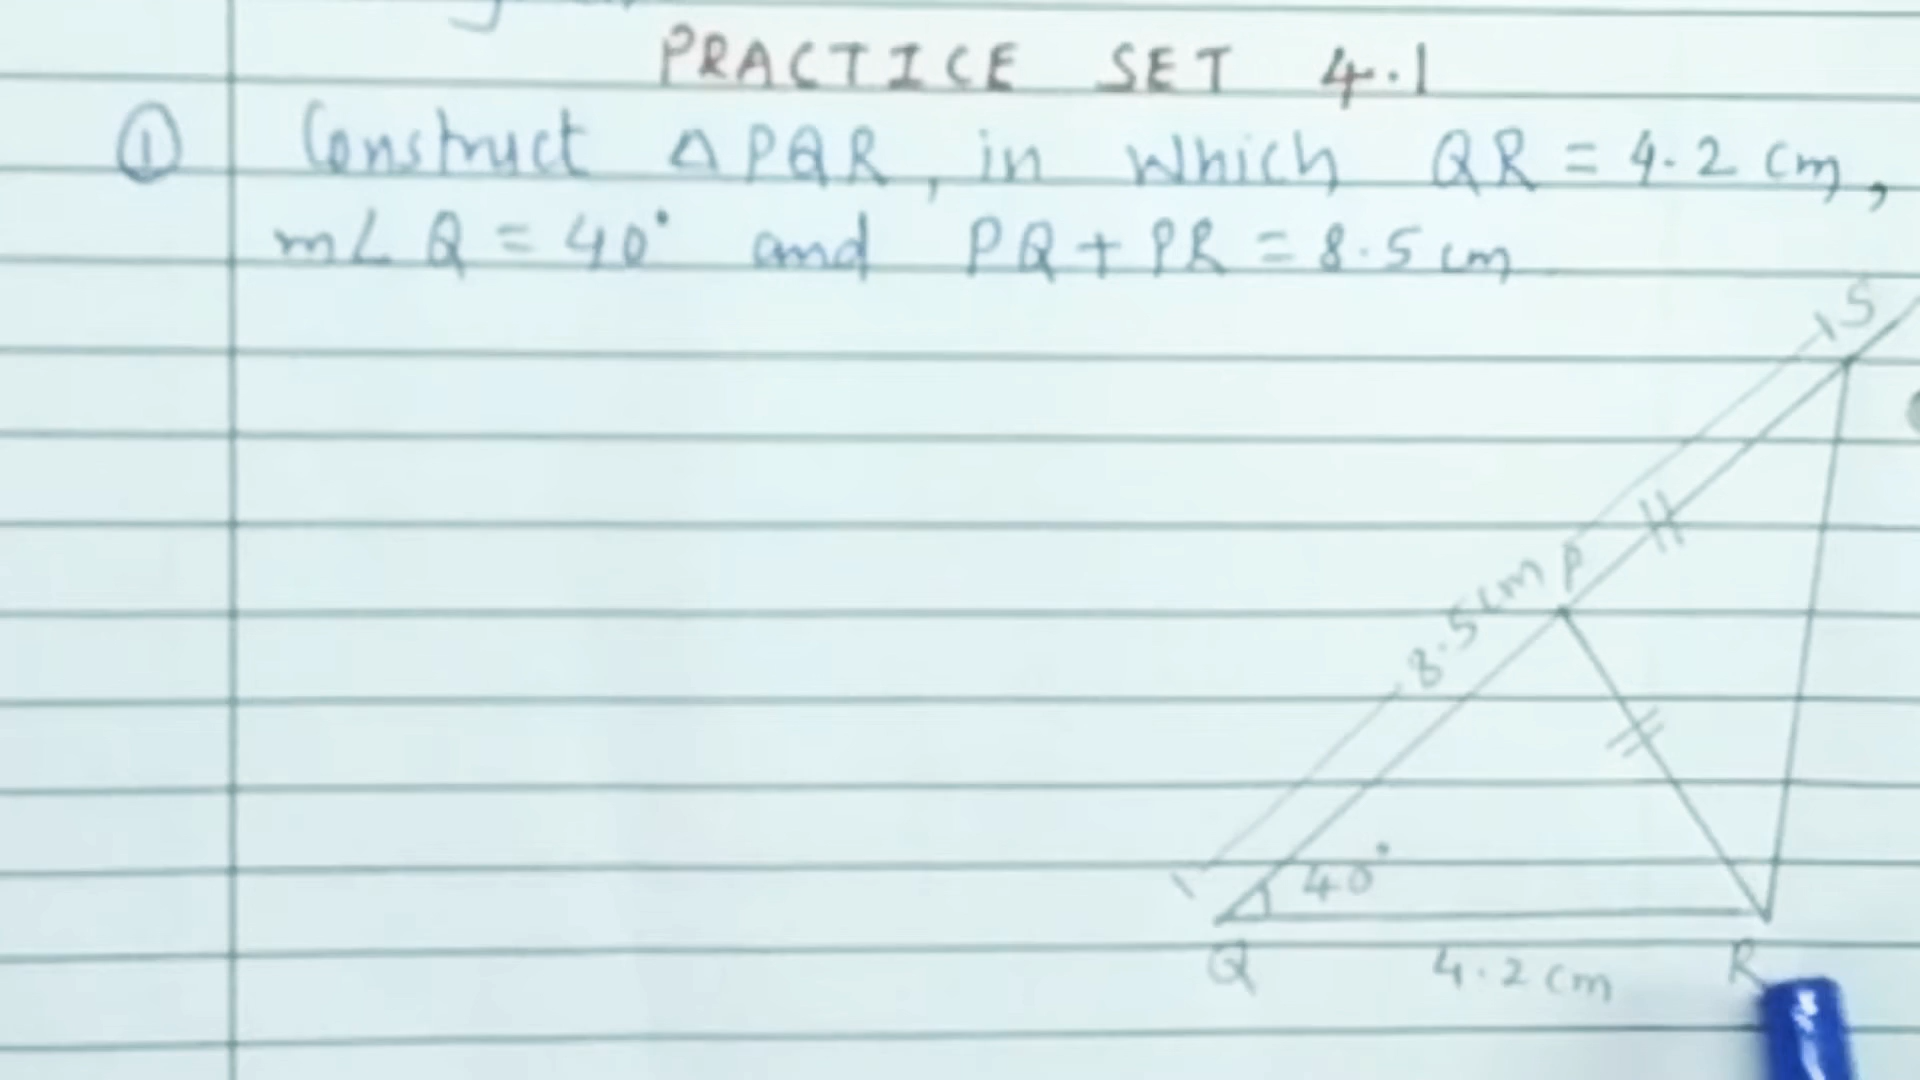 PRACTICE SET 4.1
① Construct △PQR, in which QR = 4.2 cm,
m∠Q = 40° and PQ + PR = 8.5 cm
S
P
8.5 cm
40°
Q 4.2 cm R